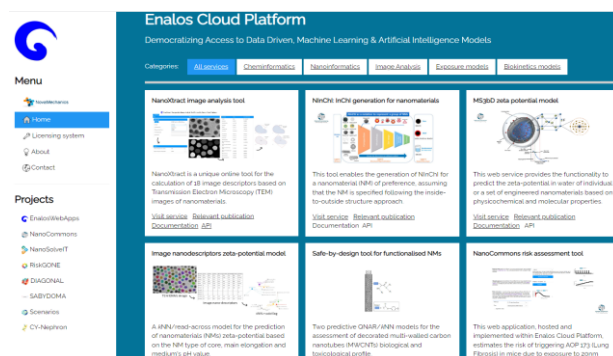 Enalos Cloud Platform
Democratizing Access to Data Driven, Machine Learning & Artificial Intelligence Models
Categories: All services Cheminformatics Nanoinformatics Image Analysis Exposure models Biokinetics models
Menu
NovaMechanics
Home
Licensing system
About
Contact
Projects
EnalosWebApps
NanoCommons
NanoSolveIT
RiskGONE
DIAGONAL
SABYDOMA
Scenarios
CY-Nephron
NanoXtract image analysis tool
NanoXtract is a unique online tool for the
calculation of 18 image descriptors based on
Transmission Electron Microscopy (TEM)
images of nanomaterials.
Visit service Relevant publication
Documentation API
NInChI: InChI generation for nanomaterials
This tool enables the generation of NInChI for
a nanomaterial (NM) of preference, assuming
that the NM is specified following the inside-
to-outside structure approach.
Visit service Relevant publication
Documentation API
MS3bD zeta potential model
This web service provides the functionality to
predict the zeta-potential in water of individual
or a set of engineered nanomaterials based on
physicochemical and molecular properties.
Visit service Relevant publication
Documentation API
Image nanodescriptors zeta-potential model
A kNN/read-across model for the prediction
of nanomaterials (NMs) zeta-potential based
on the NM type of core, main elongation and
medium's pH value
Safe-by-design tool for functionalised NMs
Two predictive QNAR/ANN models for the
assessment of decorated multi-walled carbon
nanotubes (MWCNTs) biological and
toxicological profile
NanoCommons risk assessment tool
This web application, hosted and
implemented within Enalos Cloud Platform,
estimates the risk of triggering AOP 173 (Lung
Fibrosis) in mice due to exposure to 20nm